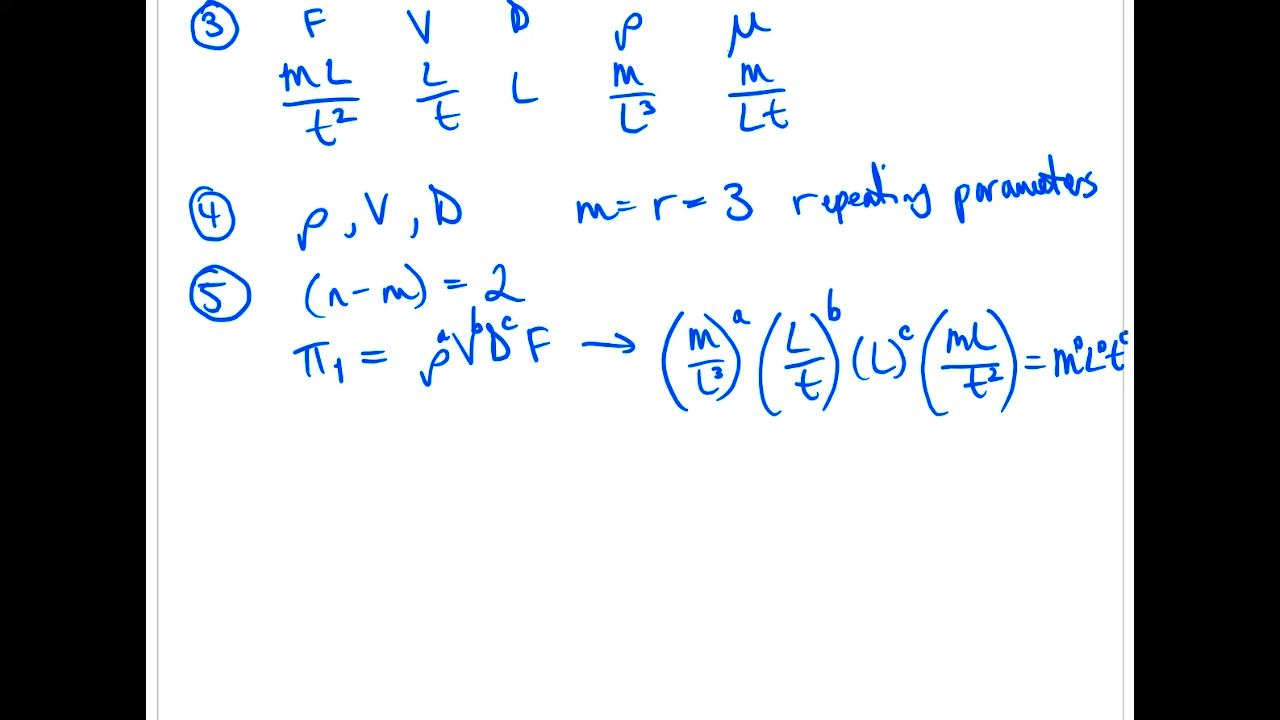 ③ F V D ρ μ
mL/t² L/t L m/L³ m/Lt
④ ρ, V, D m = r = 3 repeating parameters
⑤ (n - m) = 2
π₁ = ρᵃVᵇDᶜF → (m/L³)ᵃ (L/t)ᵇ (L)ᶜ (mL/t²) = m⁰L⁰t⁰